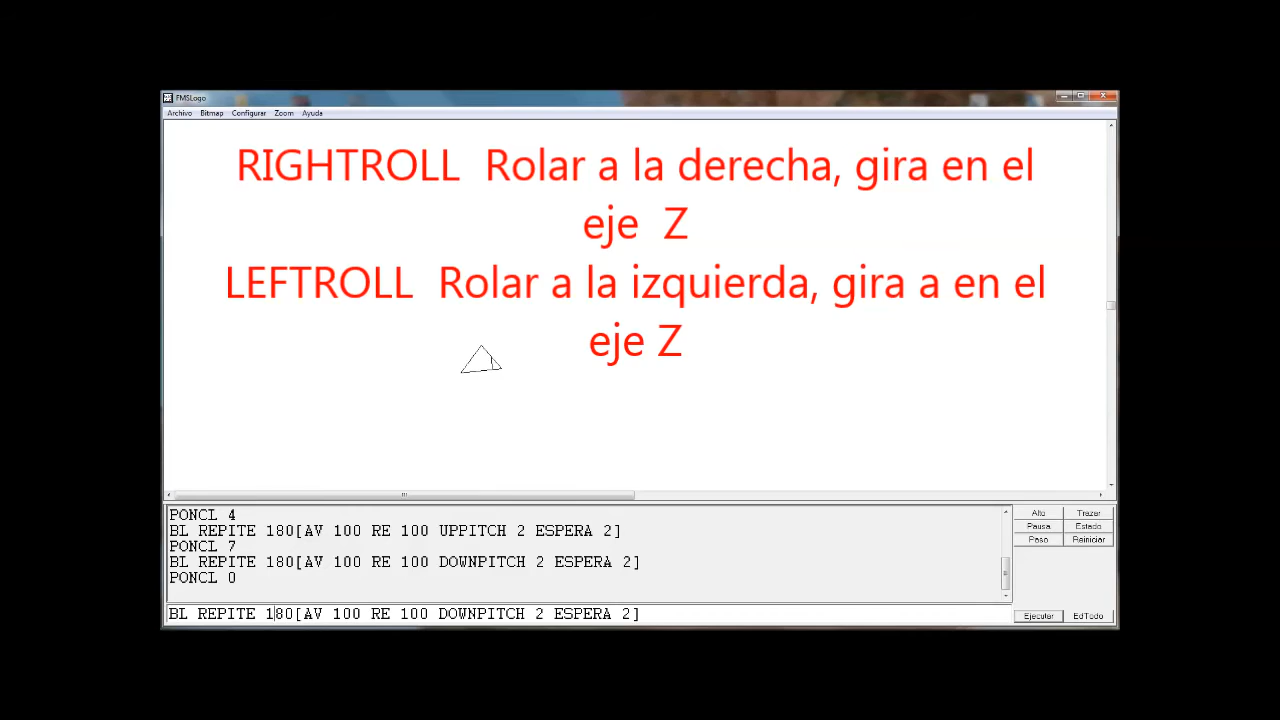 FMSLogo
Archivo Bitmap Configurar Zoom Ayuda
RIGHTROLL Rolar a la derecha, gira en el
eje Z
LEFTROLL Rolar a la izquierda, gira a en el
eje Z
PONCL 4
BL REPITE 180[AV 100 RE 100 UPPITCH 2 ESPERA 2]
PONCL 7
BL REPITE 180[AV 100 RE 100 DOWNPITCH 2 ESPERA 2]
PONCL 0
BL REPITE 180[AV 100 RE 100 DOWNPITCH 2 ESPERA 2]
Alto Trazar
Pausa Estado
Paso Reiniciar
Ejecutar EdTodo